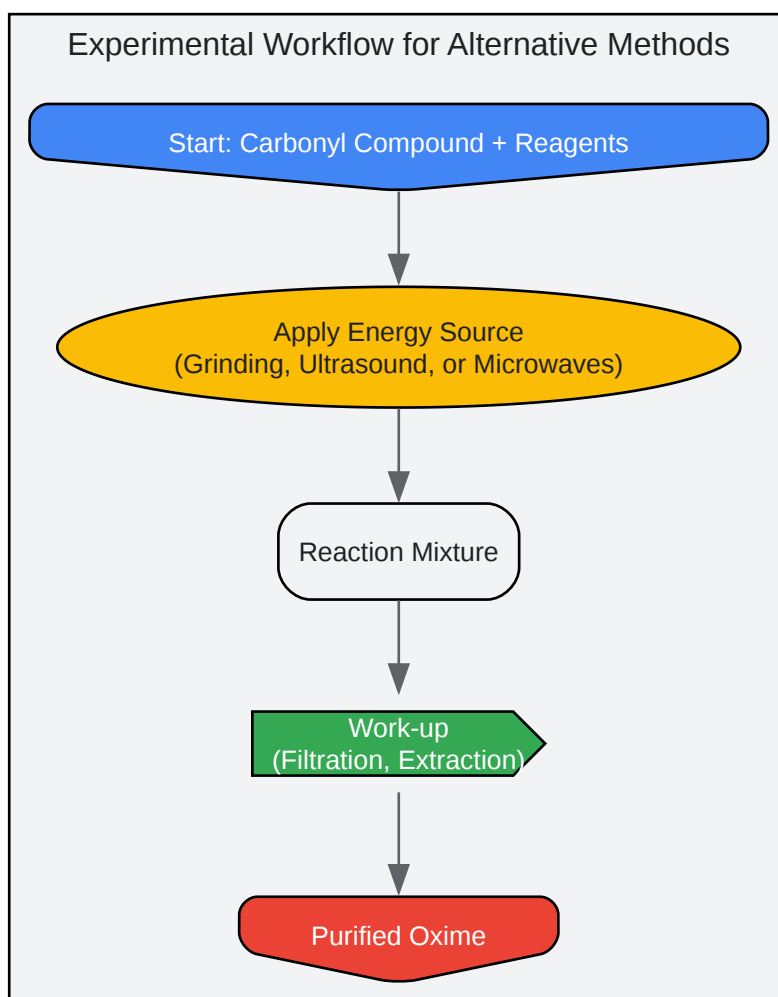 Experimental Workflow for Alternative Methods
Start: Carbonyl Compound + Reagents
Apply Energy Source
(Grinding, Ultrasound, or Microwaves)
Reaction Mixture
Work-up
(Filtration, Extraction)
Purified Oxime